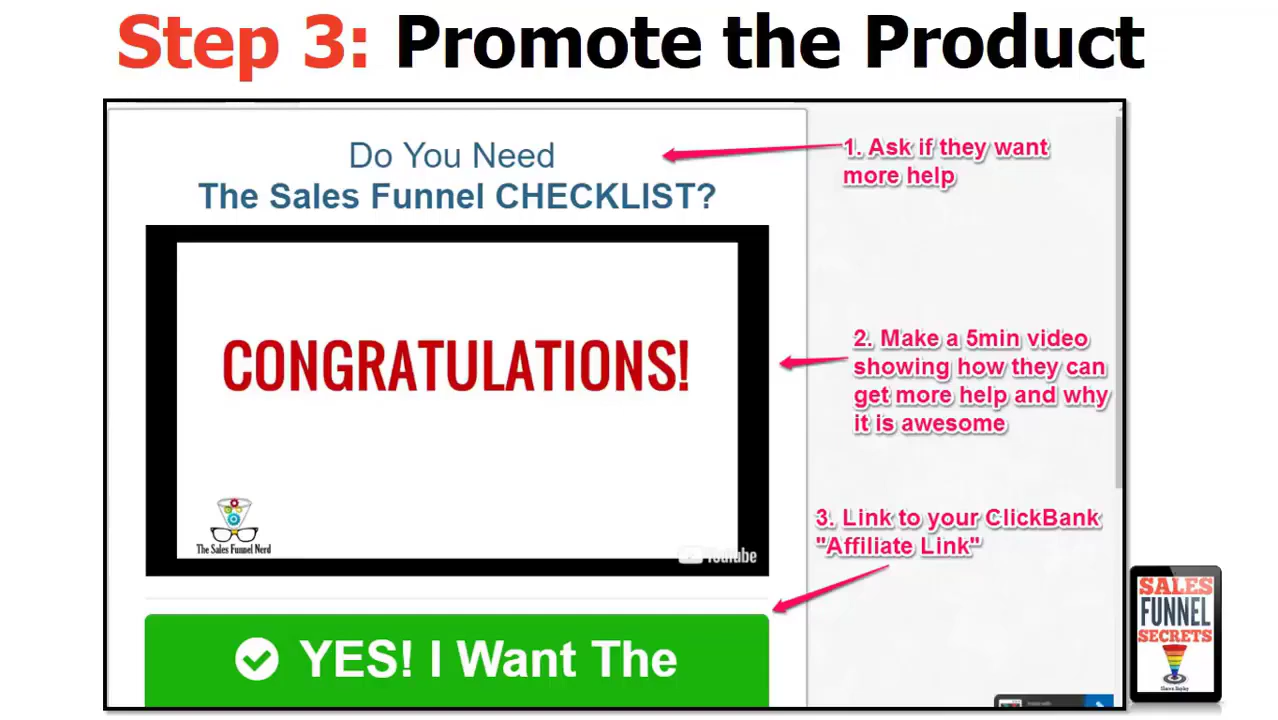 Step 3: Promote the Product
Do You Need
The Sales Funnel CHECKLIST?
1. Ask if they want
more help
CONGRATULATIONS!
2. Make a 5min video
showing how they can
get more help and why
it is awesome
The Sales Funnel Nerd
YouTube
3. Link to your ClickBank
"Affiliate Link"
YES! I Want The
SALES
FUNNEL
SECRETS